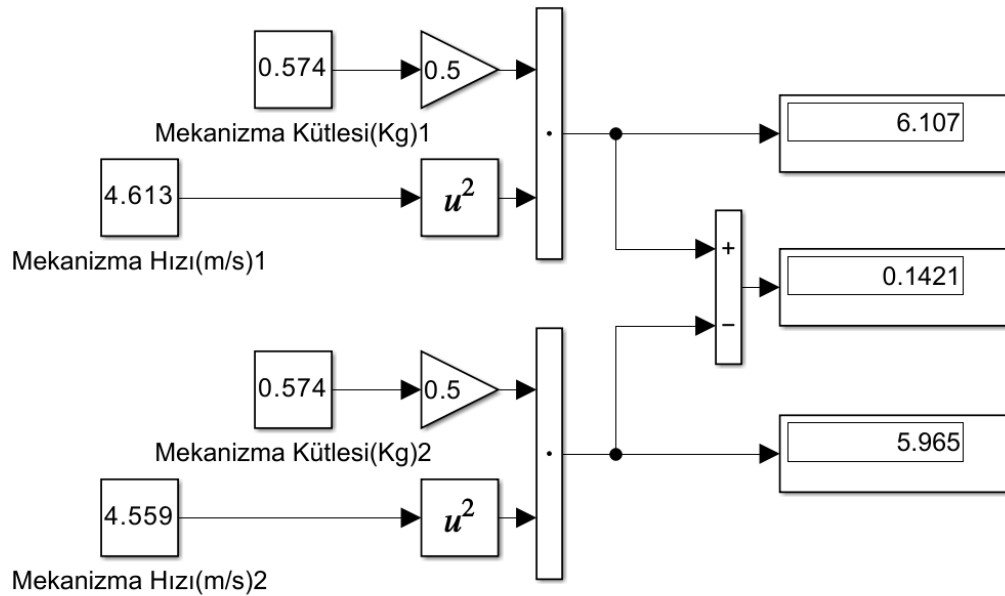 0.574
0.5
6.107
Mekanizma Kütlesi(Kg)1
4.613
u²
Mekanizma Hızı(m/s)1
+
0.1421
−
0.574
0.5
5.965
Mekanizma Kütlesi(Kg)2
4.559
u²
Mekanizma Hızı(m/s)2